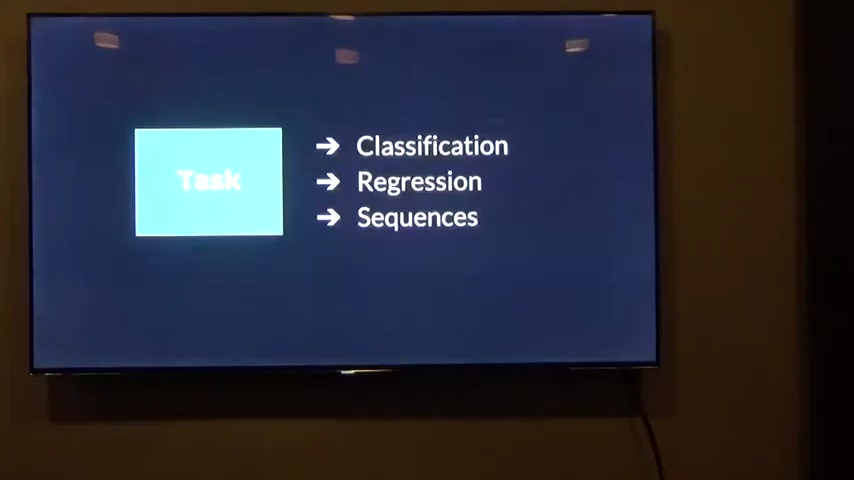 Task
➔ Classification
➔ Regression
➔ Sequences